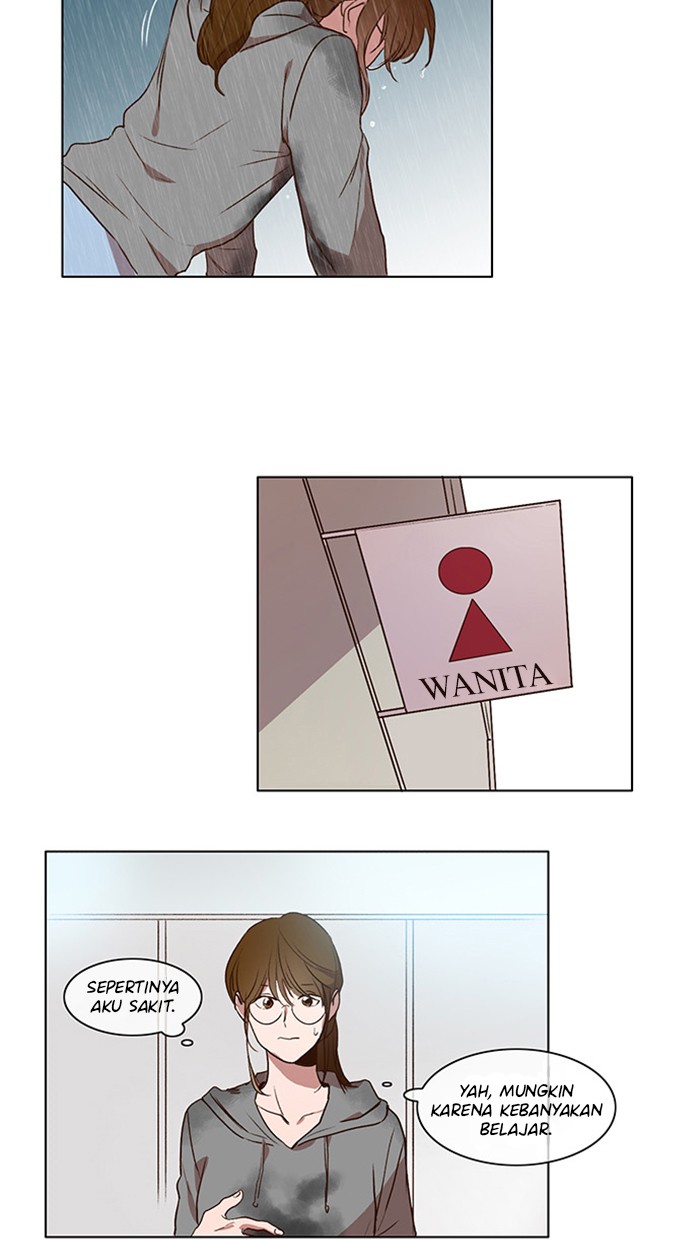 WANITA
SEPERTINYA
AKU SAKIT.
YAH, MUNGKIN
KARENA KEBANYAKAN
BELAJAR.